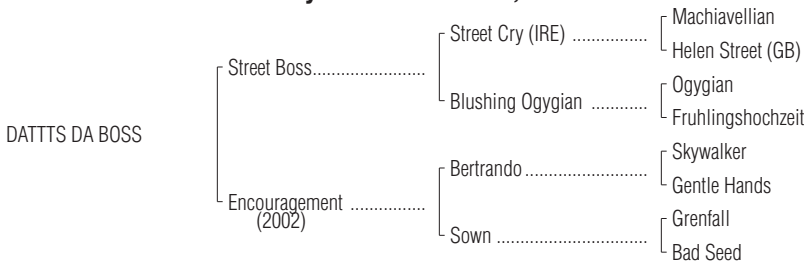 Machiavellian
Street Cry (IRE) ................
Helen Street (GB)
Street Boss.......................
Ogygian
Blushing Ogygian ............
Fruhlingshochzeit
DATTTS DA BOSS
Skywalker
Bertrando.........................
Gentle Hands
Encouragement ................
(2002)
Grenfall
Sown ...............................
Bad Seed